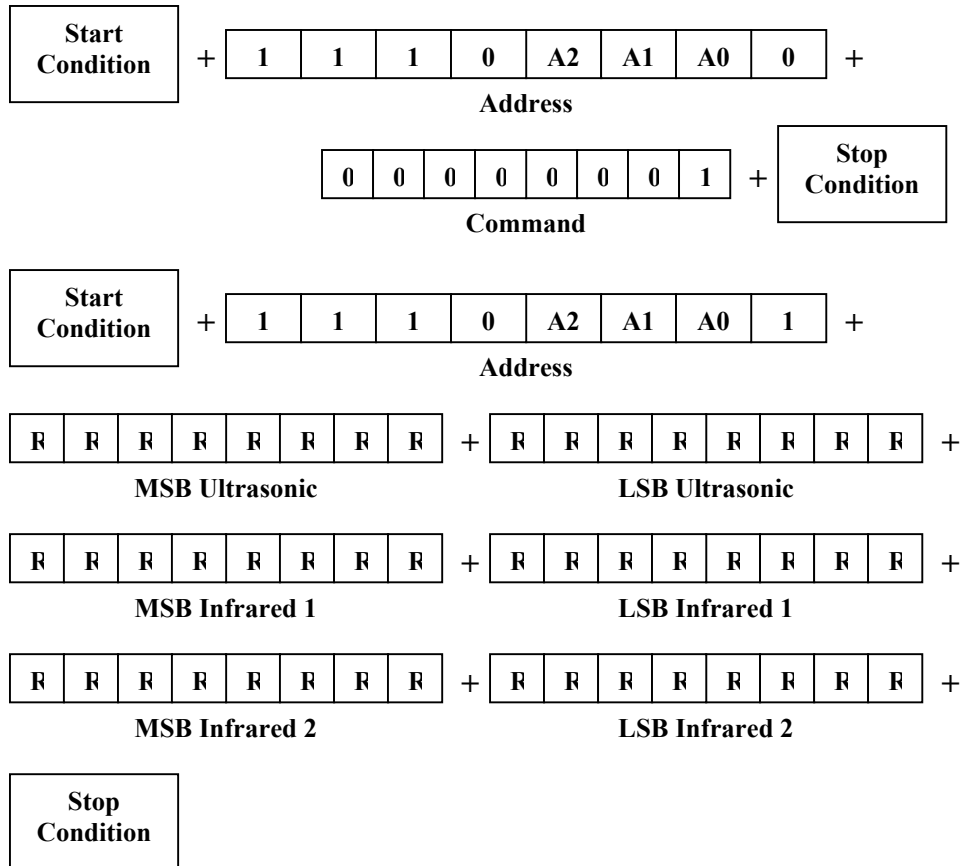 Start
Condition
+ 1 1 1 0 A2 A1 A0 0 +
Address
0 0 0 0 0 0 0 1 +
Stop
Condition
Command
Start
Condition
+ 1 1 1 0 A2 A1 A0 1 +
Address
R R R R R R R R + R R R R R R R R +
MSB Ultrasonic LSB Ultrasonic
R R R R R R R R + R R R R R R R R +
MSB Infrared 1 LSB Infrared 1
R R R R R R R R + R R R R R R R R +
MSB Infrared 2 LSB Infrared 2
Stop
Condition